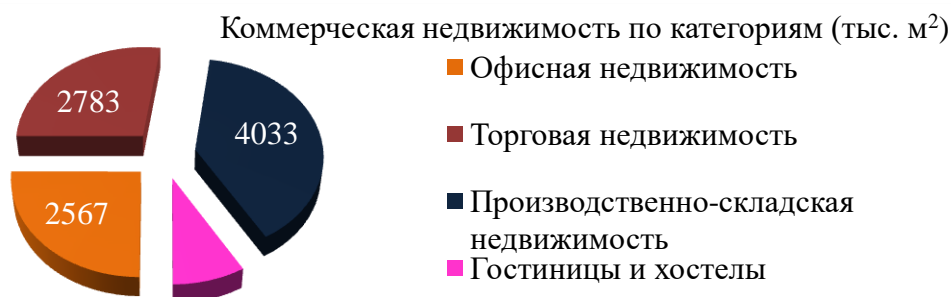 Коммерческая недвижимость по категориям (тыс. м²)
Офисная недвижимость
2783
4033
Торговая недвижимость
2567
Производственно-складская
недвижимость
Гостиницы и хостелы